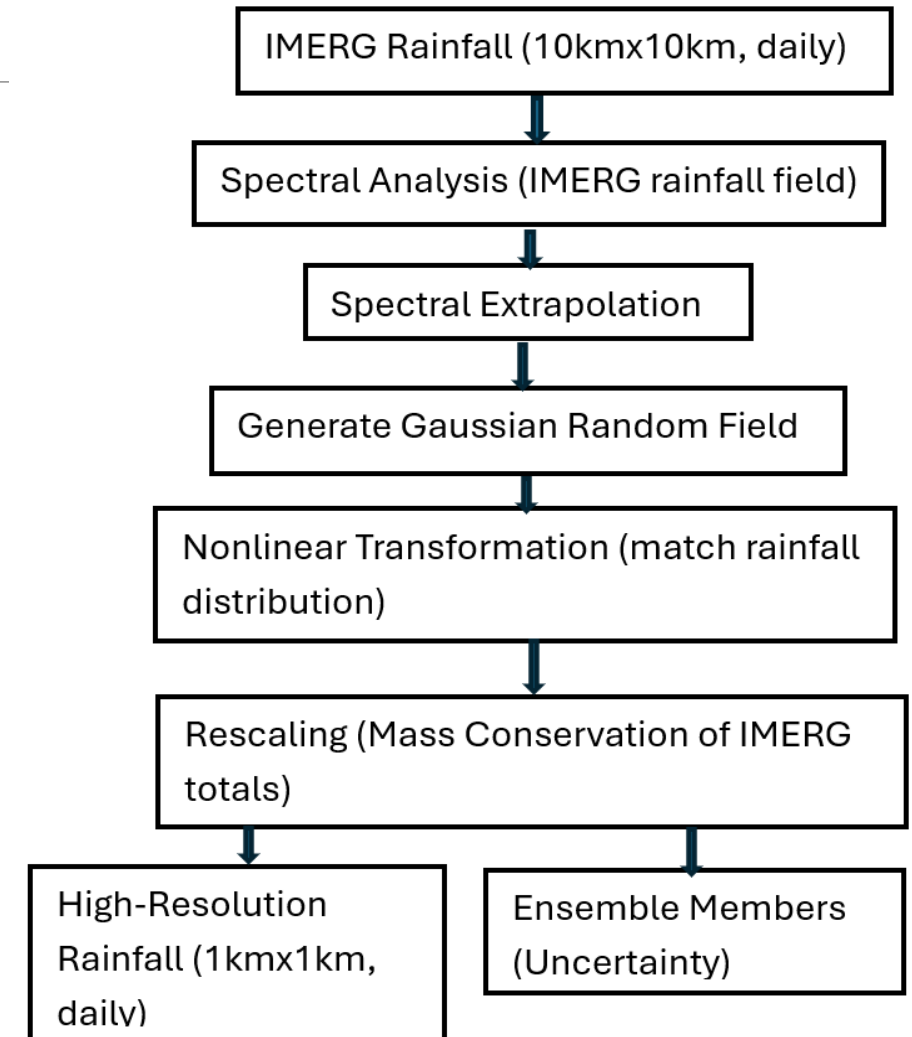 IMERG Rainfall (10kmx10km, daily)
Spectral Analysis (IMERG rainfall field)
Spectral Extrapolation
Generate Gaussian Random Field
Nonlinear Transformation (match rainfall
distribution)
Rescaling (Mass Conservation of IMERG
totals)
High-Resolution
Rainfall (1kmx1km,
daily)
Ensemble Members
(Uncertainty)